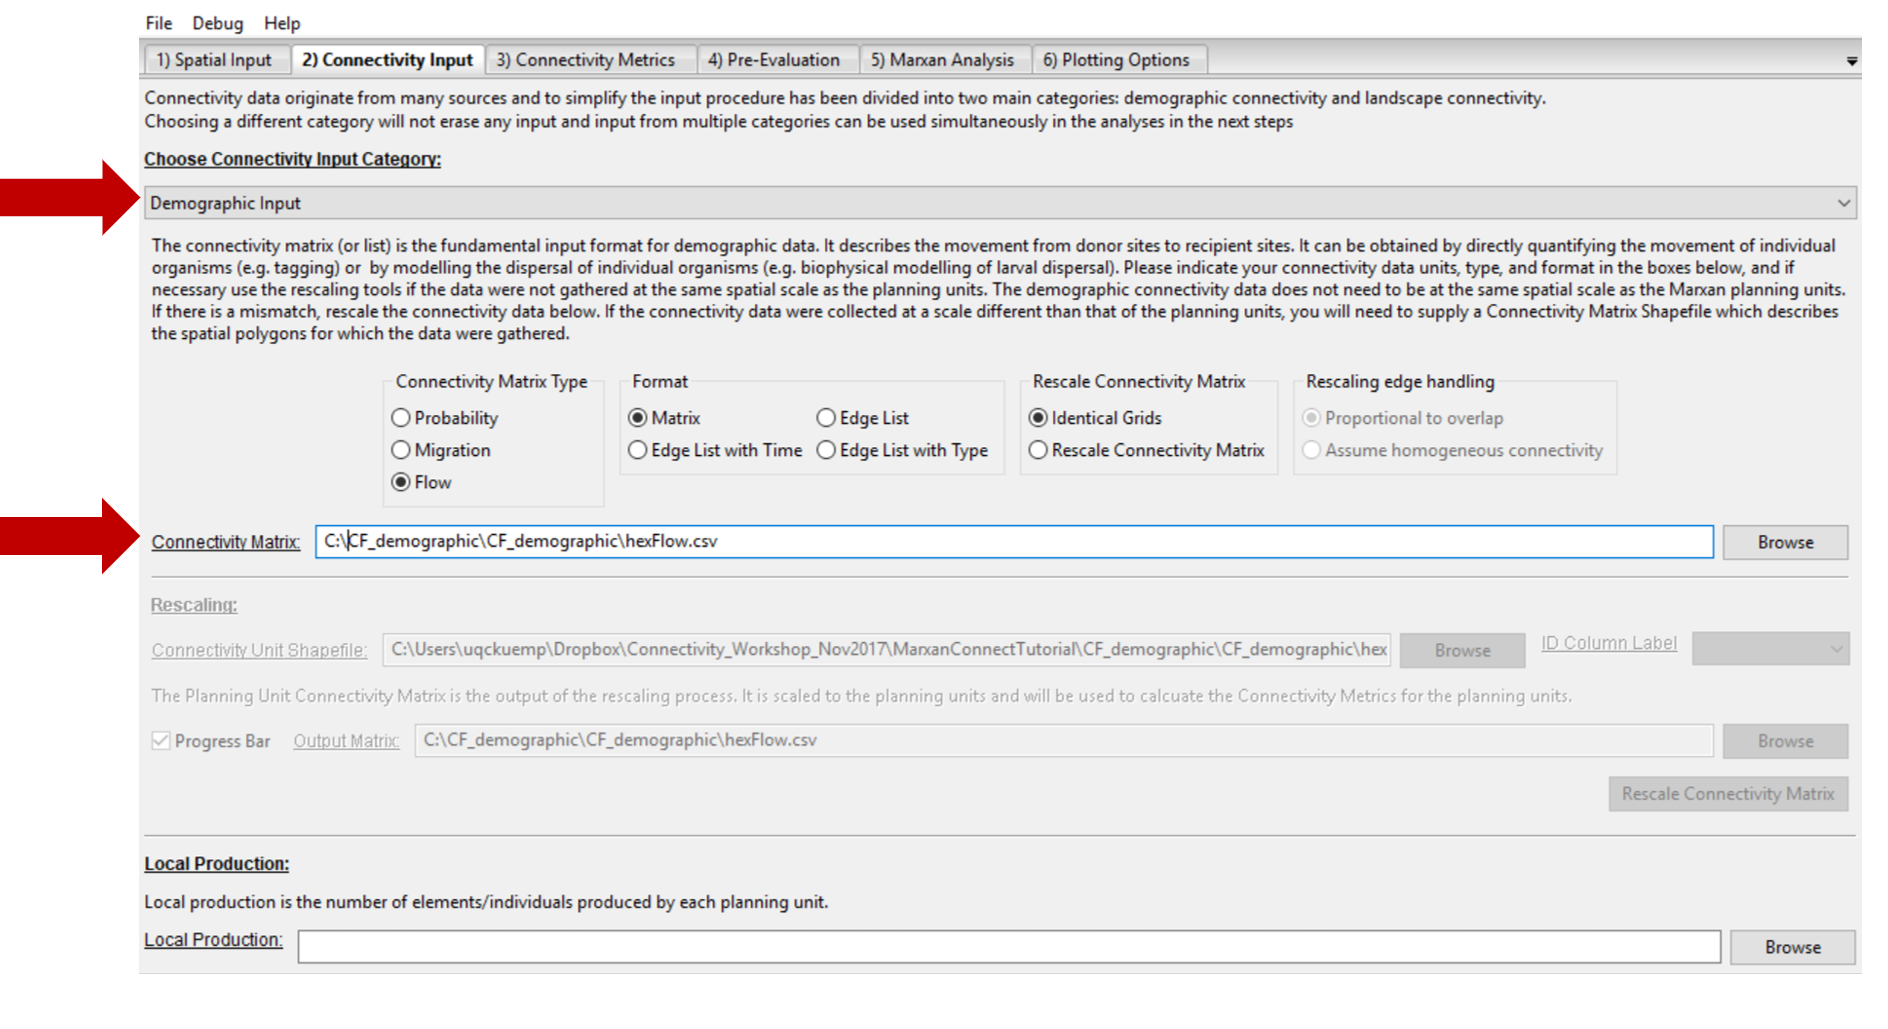 File Debug Help
1) Spatial Input 2) Connectivity Input 3) Connectivity Metrics 4) Pre-Evaluation 5) Marxan Analysis 6) Plotting Options
Connectivity data originate from many sources and to simplify the input procedure has been divided into two main categories: demographic connectivity and landscape connectivity.
Choosing a different category will not erase any input and input from multiple categories can be used simultaneously in the analyses in the next steps
Choose Connectivity Input Category:
Demographic Input
The connectivity matrix (or list) is the fundamental input format for demographic data. It describes the movement from donor sites to recipient sites. It can be obtained by directly quantifying the movement of individual
organisms (e.g. tagging) or by modelling the dispersal of individual organisms (e.g. biophysical modelling of larval dispersal). Please indicate your connectivity data units, type, and format in the boxes below, and if
necessary use the rescaling tools if the data were not gathered at the same spatial scale as the planning units. The demographic connectivity data does not need to be at the same spatial scale as the Marxan planning units.
If there is a mismatch, rescale the connectivity data below. If the connectivity data were collected at a scale different than that of the planning units, you will need to supply a Connectivity Matrix Shapefile which describes
the spatial polygons for which the data were gathered.
Connectivity Matrix Type Format Rescale Connectivity Matrix Rescaling edge handling
Probability Matrix Edge List Identical Grids Proportional to overlap
Migration Edge List with Time Edge List with Type Rescale Connectivity Matrix Assume homogeneous connectivity
Flow
Connectivity Matrix: C:\CF_demographic\CF_demographic\hexFlow.csv Browse
Rescaling:
Connectivity Unit Shapefile: C:\Users\uqckuemp\Dropbox\Connectivity_Workshop_Nov2017\MarxanConnectTutorial\CF_demographic\CF_demographic\hex Browse ID Column Label
The Planning Unit Connectivity Matrix is the output of the rescaling process. It is scaled to the planning units and will be used to calcuate the Connectivity Metrics for the planning units.
Progress Bar Output Matrix: C:\CF_demographic\CF_demographic\hexFlow.csv Browse
Rescale Connectivity Matrix
Local Production:
Local production is the number of elements/individuals produced by each planning unit.
Local Production: Browse